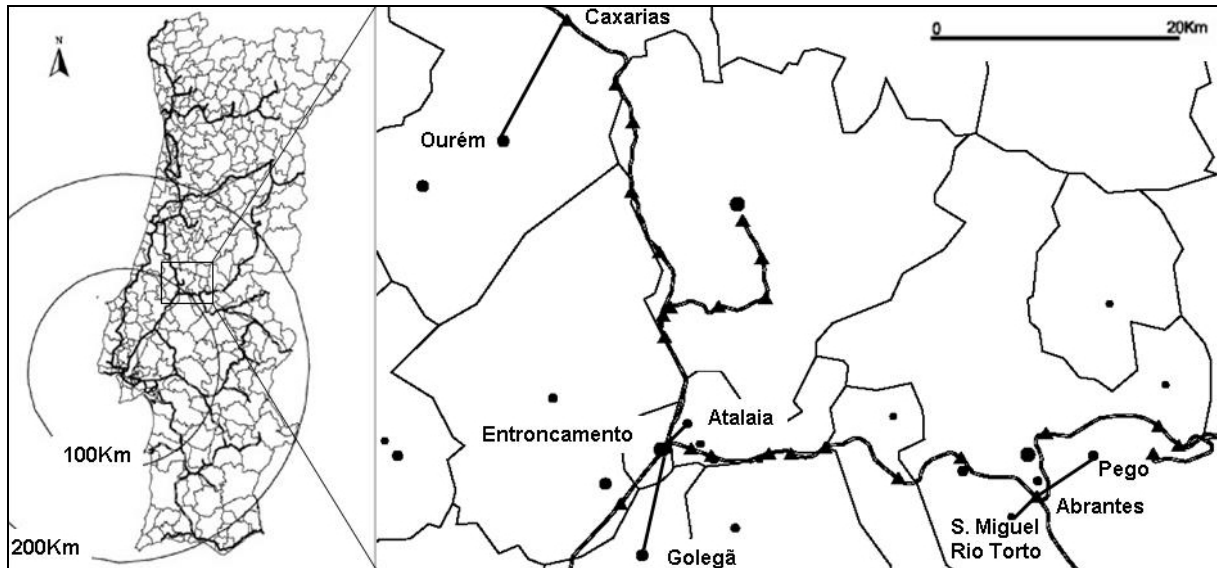 N
100Km
200Km
Caxarias
0
20Km
Ourém
Atalaia
Entroncamento
Pego
Abrantes
S. Miguel
Rio Torto
Golegã